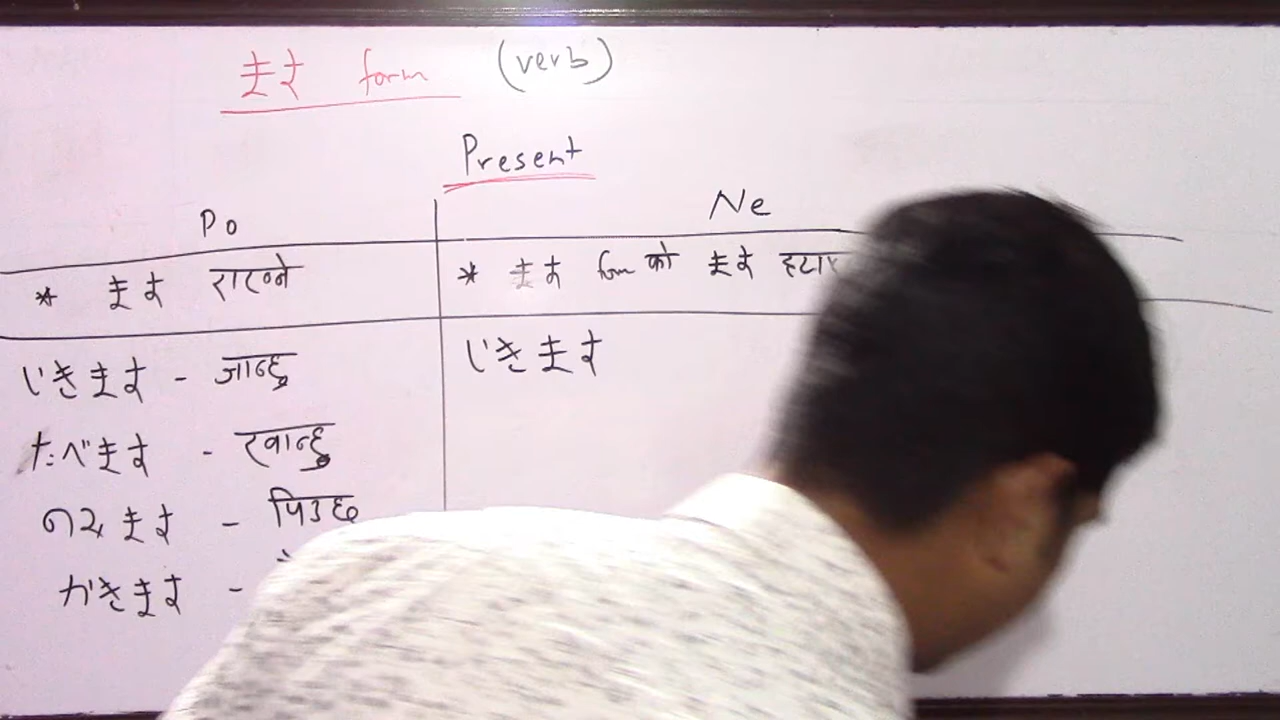 ます form (verb)
Present
Po Ne
* ます राख्ने * ます form को ます
いきます - जान्छु いきます
たべます - खान्छु
のみます - पिउछु
かきます -